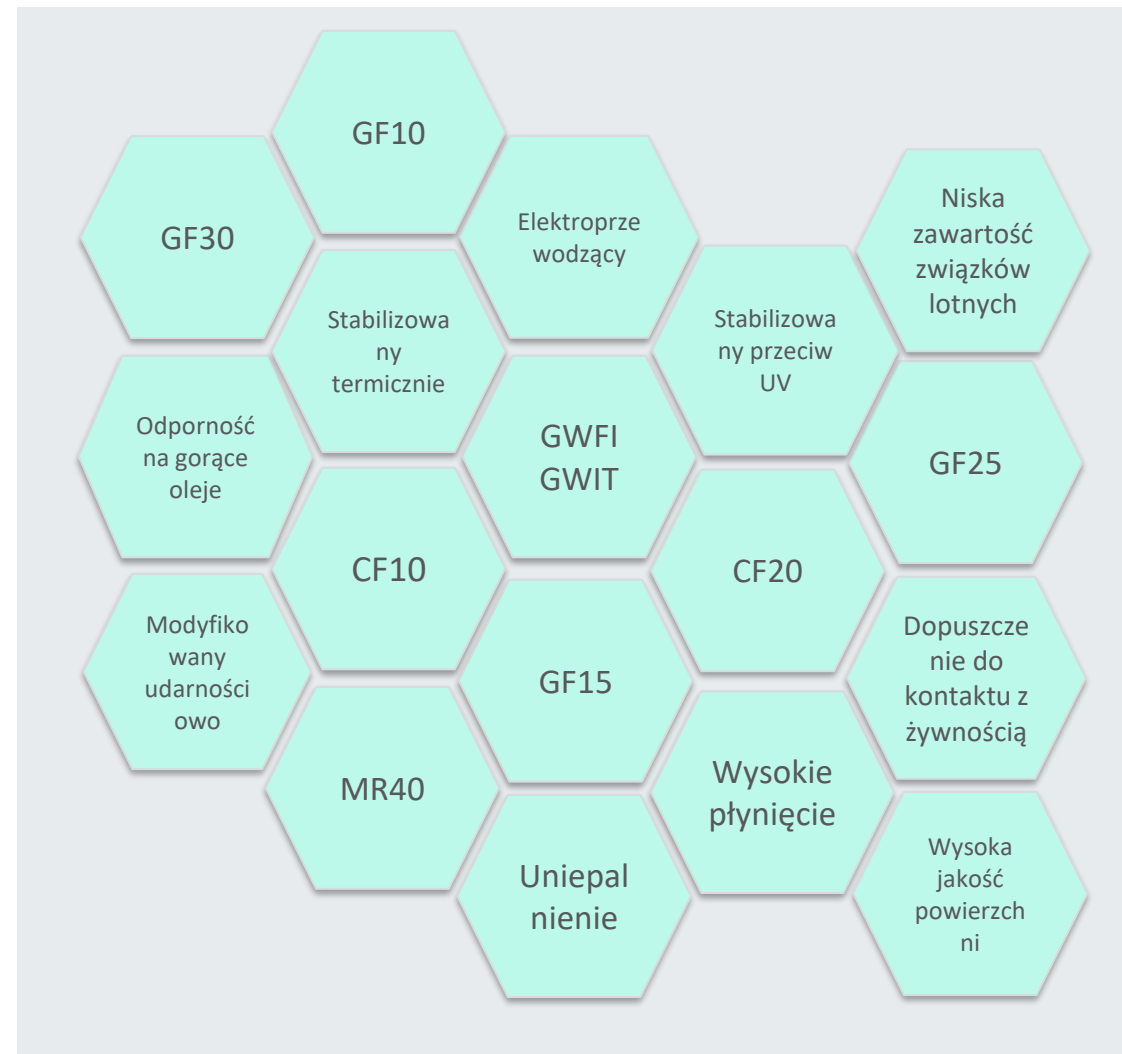 GF10
GF30
Elektroprze
wodzący
Niska
zawartość
związków
lotnych
Stabilizowa
ny
termicznie
Stabilizowa
ny przeciw
UV
Odporność
na gorące
oleje
GWFI
GWIT
GF25
CF10
CF20
Modyfiko
wany
udarności
owo
GF15
Dopuszcze
nie do
kontaktu z
żywnością
MR40
Wysokie
płynięcie
Uniepal
nienie
Wysoka
jakość
powierzch
ni